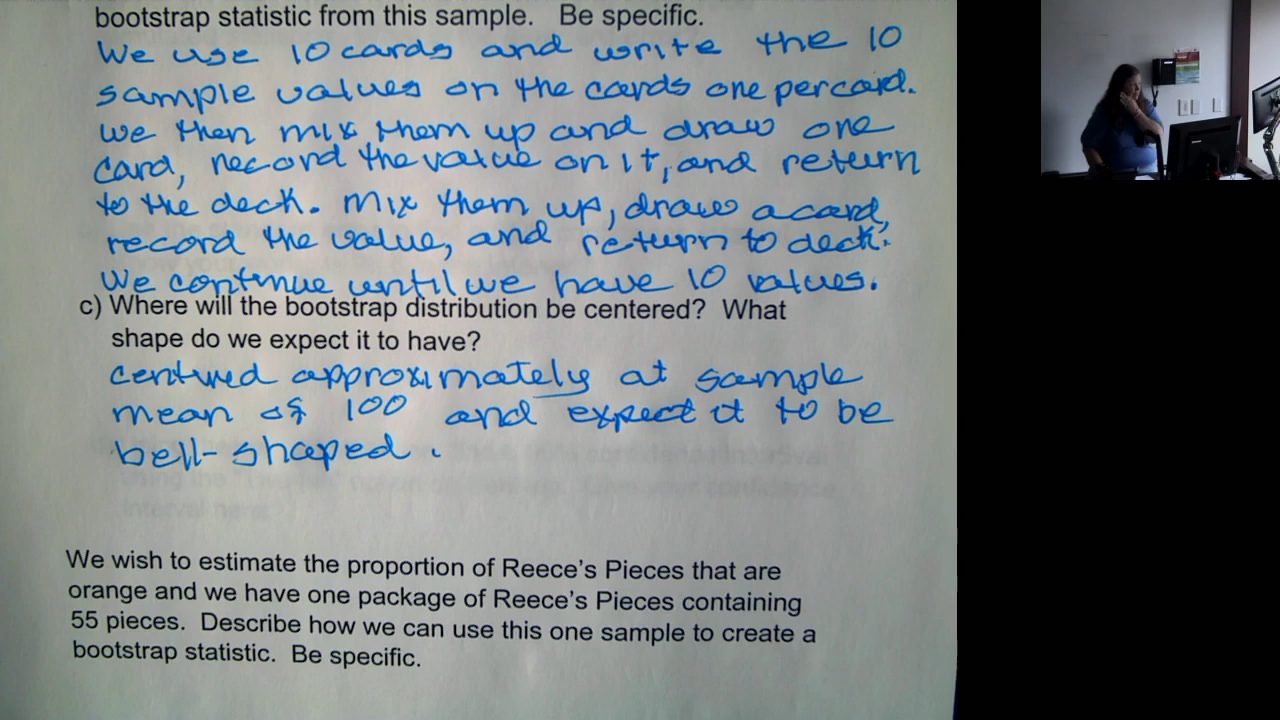 bootstrap statistic from this sample. Be specific.
We use 10 cards and write the 10
sample values on the cards one per card.
We then mix them up and draw one
card, record the value on it, and return
to the deck. Mix them up, draw a card,
record the value, and return to deck.
We continue until we have 10 values.
c) Where will the bootstrap distribution be centered? What
shape do we expect it to have?
centered approximately at sample
mean of 100 and expect it to be
bell-shaped.
We wish to estimate the proportion of Reece's Pieces that are
orange and we have one package of Reece's Pieces containing
55 pieces. Describe how we can use this one sample to create a
bootstrap statistic. Be specific.